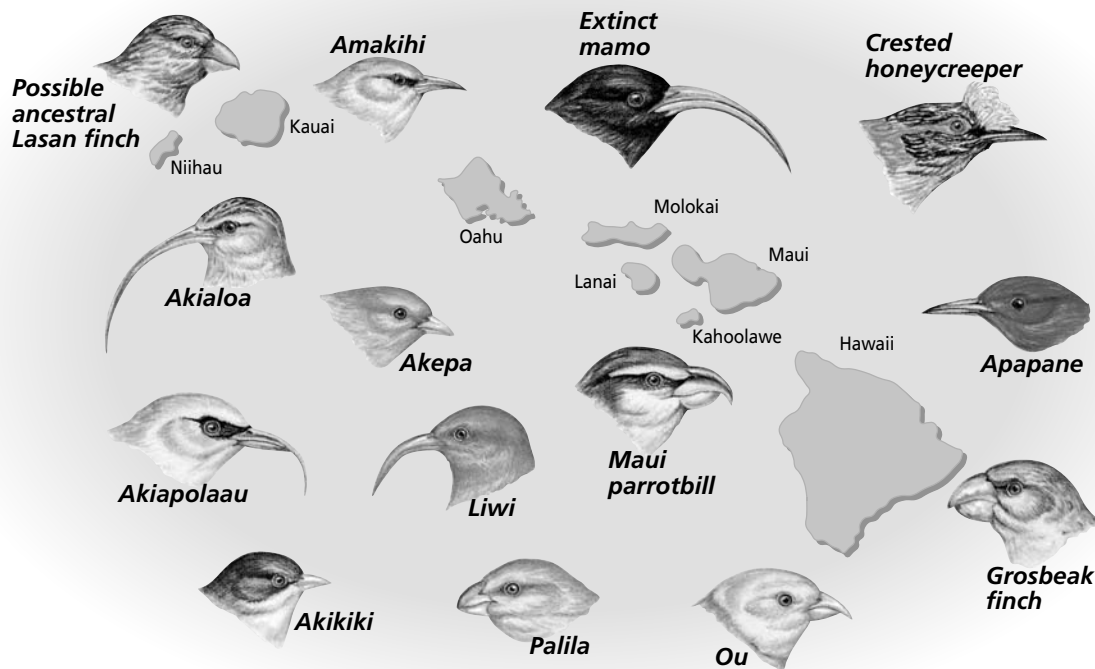 Possible
ancestral
Lasan finch
Amakihi
Extinct
mamo
Crested
honeycreeper
Kauai
Niihau
Oahu
Molokai
Maui
Lanai
Kahoolawe
Hawaii
Akialoa
Akepa
Apapane
Akiapolaau
Liwi
Maui
parrotbill
Grosbeak
finch
Akikiki
Palila
Ou